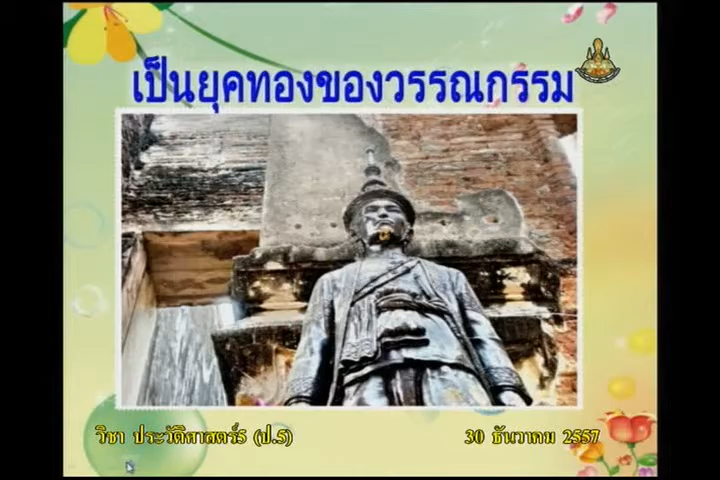 เป็นยุคทองของวรรณกรรม
วิชา ประวัติศาสตร์5 (ป.5)
30 ธันวาคม 2557